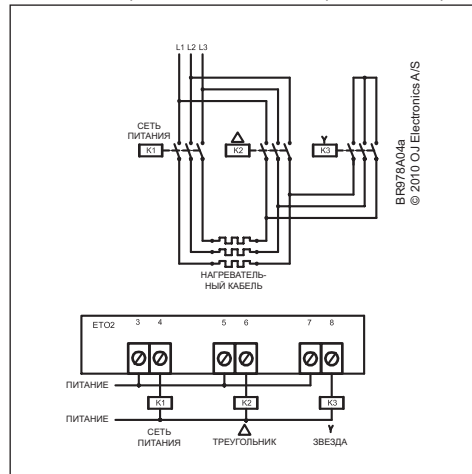 L1 L2 L3
СЕТЬ
ПИТАНИЯ
K1
K2
K3
BR978A04a
© 2010 OJ Electronics A/S
НАГРЕВАТЕЛЬ-
НЫЙ КАБЕЛЬ
ETO2
3 4 5 6 7 8
ПИТАНИЕ
K1 K2 K3
ПИТАНИЕ
СЕТЬ
ПИТАНИЯ
ТРЕУГОЛЬНИК
Y
ЗВЕЗДА